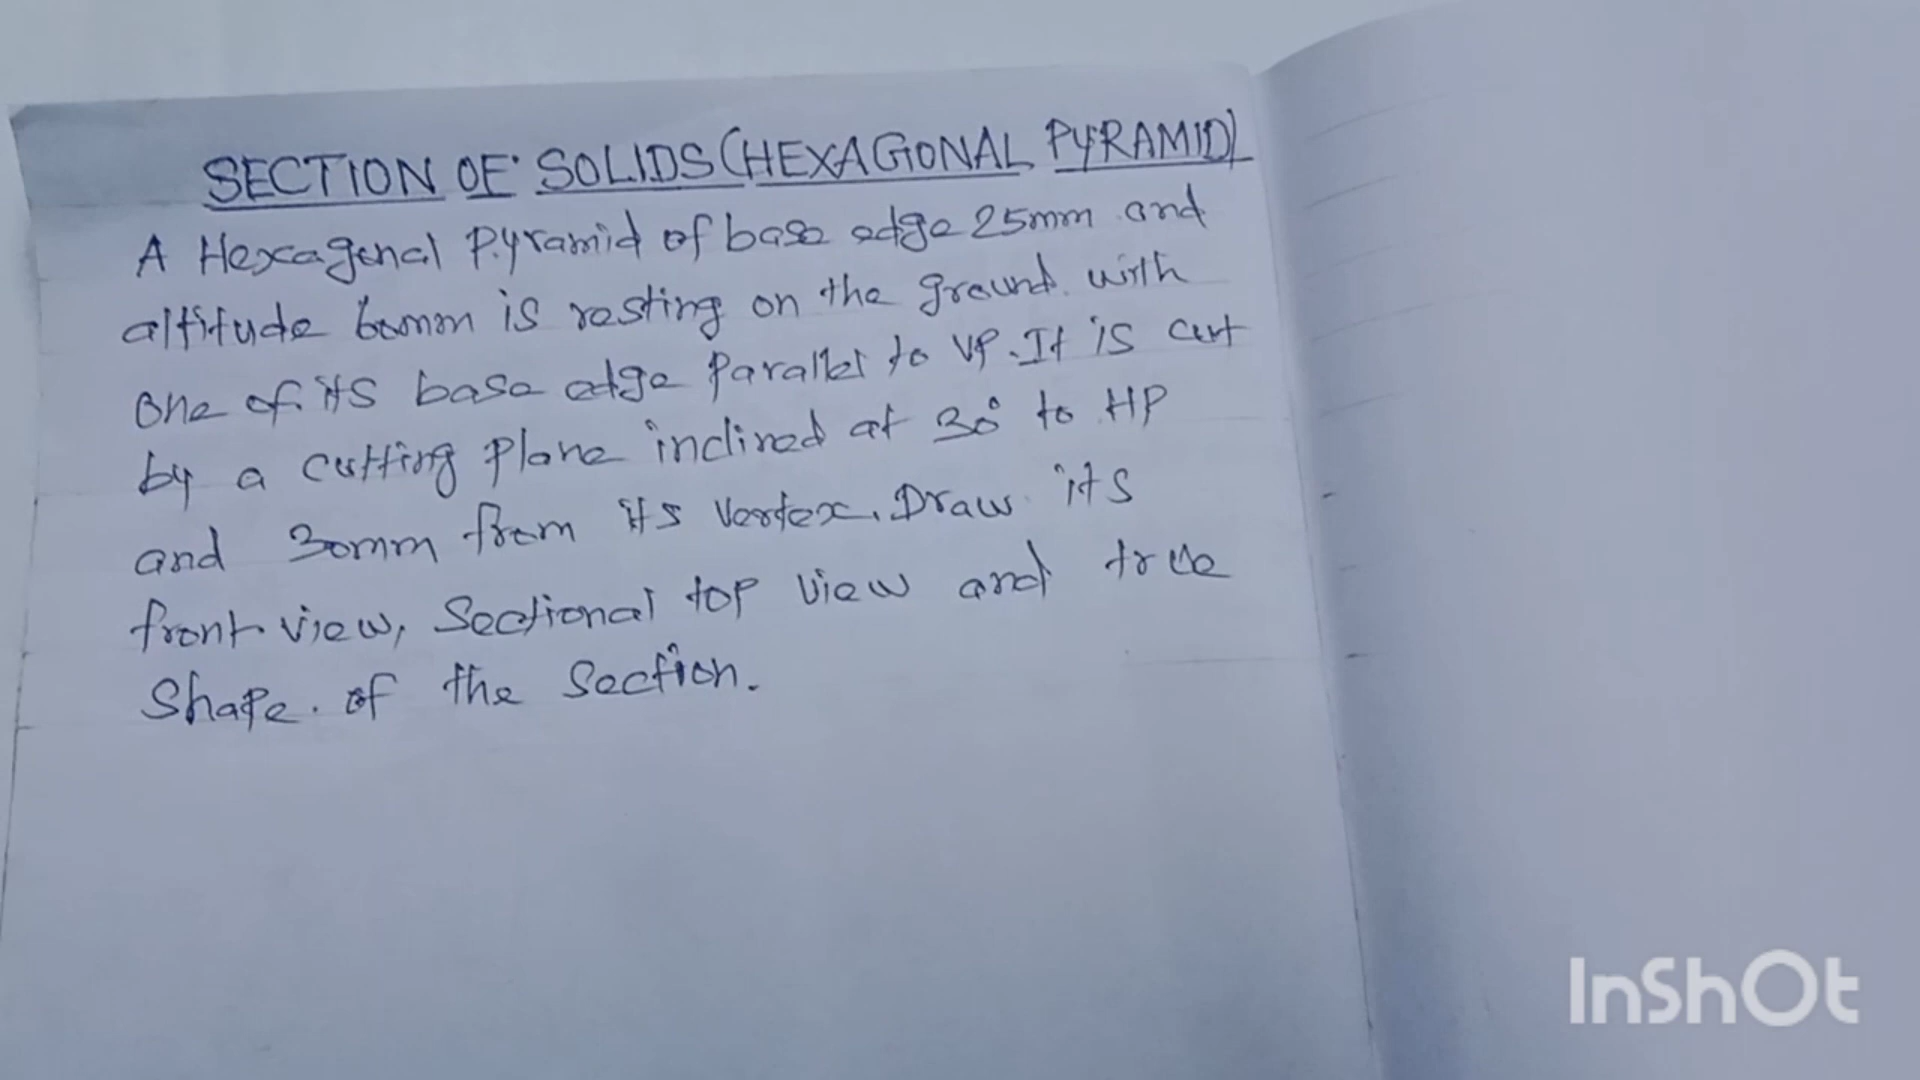 SECTION OF SOLIDS (HEXAGONAL PYRAMID)
A Hexagonal Pyramid of base edge 25mm and
altitude 60mm is resting on the ground with
one of its base edge parallel to VP. It is cut
by a cutting plane inclined at 30° to HP
and 30mm from its vertex. Draw its
front view, Sectional top view and true
Shape of the Section.
InShOt